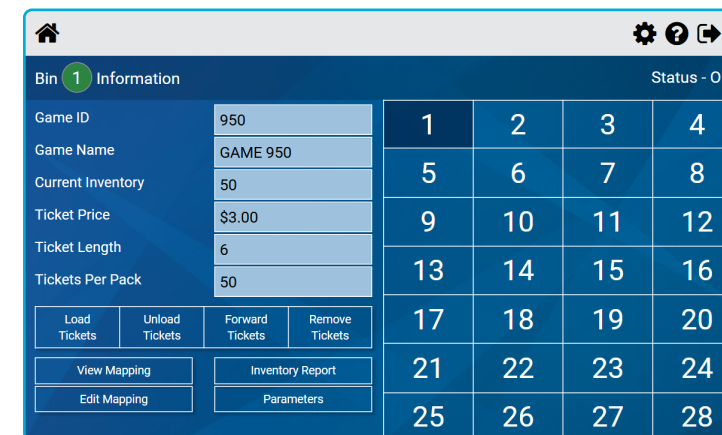 Bin 1 Information
Status - O
Game ID 950
Game Name GAME 950
Current Inventory 50
Ticket Price $3.00
Ticket Length 6
Tickets Per Pack 50
Load Tickets
Unload Tickets
Forward Tickets
Remove Tickets
View Mapping
Inventory Report
Edit Mapping
Parameters
1 2 3 4
5 6 7 8
9 10 11 12
13 14 15 16
17 18 19 20
21 22 23 24
25 26 27 28